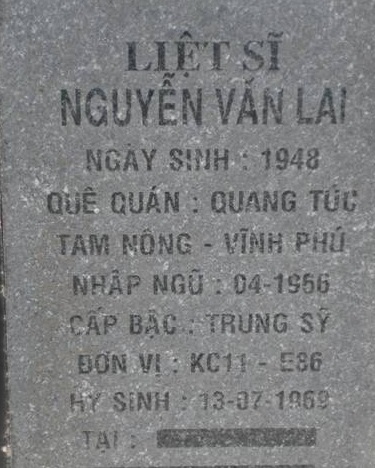 LIỆT SĨ
NGUYỄN VĂN LAI
NGÀY SINH : 1948
QUÊ QUÁN : QUANG TÚC
TAM NÔNG - VĨNH PHÚ
NHẬP NGŨ : 04-1966
CẤP BẬC : TRUNG SỸ
ĐƠN VỊ : KC11 - E86
HY SINH : 13-07-1969
TẠI :